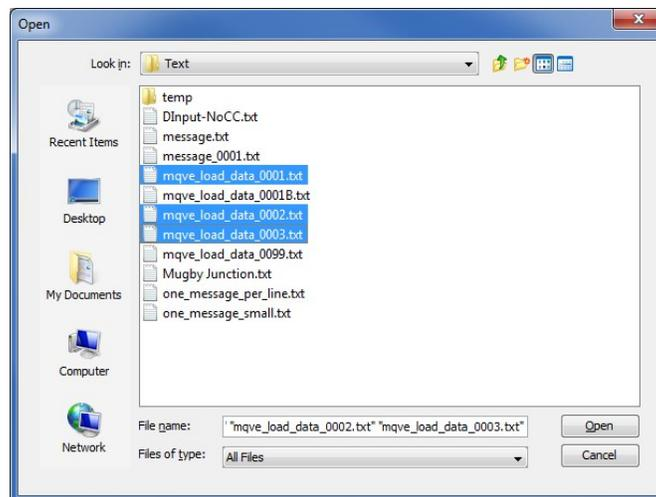 Open
Look in: Text
Recent Items
Desktop
My Documents
Computer
Network
temp
DInput-NoCC.txt
message.txt
message_0001.txt
mqve_load_data_0001.txt
mqve_load_data_0001B.txt
mqve_load_data_0002.txt
mqve_load_data_0003.txt
mqve_load_data_0099.txt
Mugby Junction.txt
one_message_per_line.txt
one_message_small.txt
File name: " "mqve_load_data_0002.txt" "mqve_load_data_0003.txt" Open
Files of type: All Files Cancel